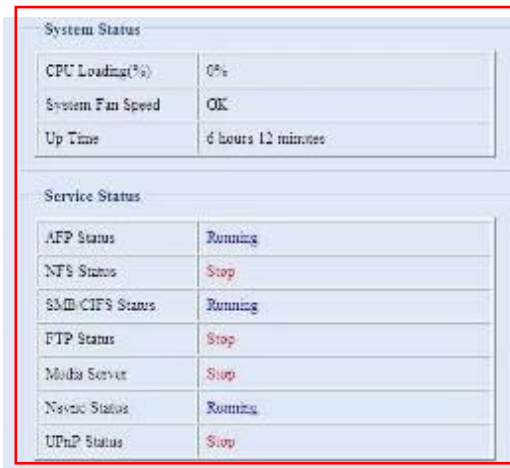 System Status
CPU Loading(%) 0%
System Fan Speed OK
Up Time 6 hours 12 minutes
Service Status
AFP Status Running
NFS Status Stop
SMB/CIFS Status Running
FTP Status Stop
Media Server Stop
Nsync Status Running
UPnP Status Stop